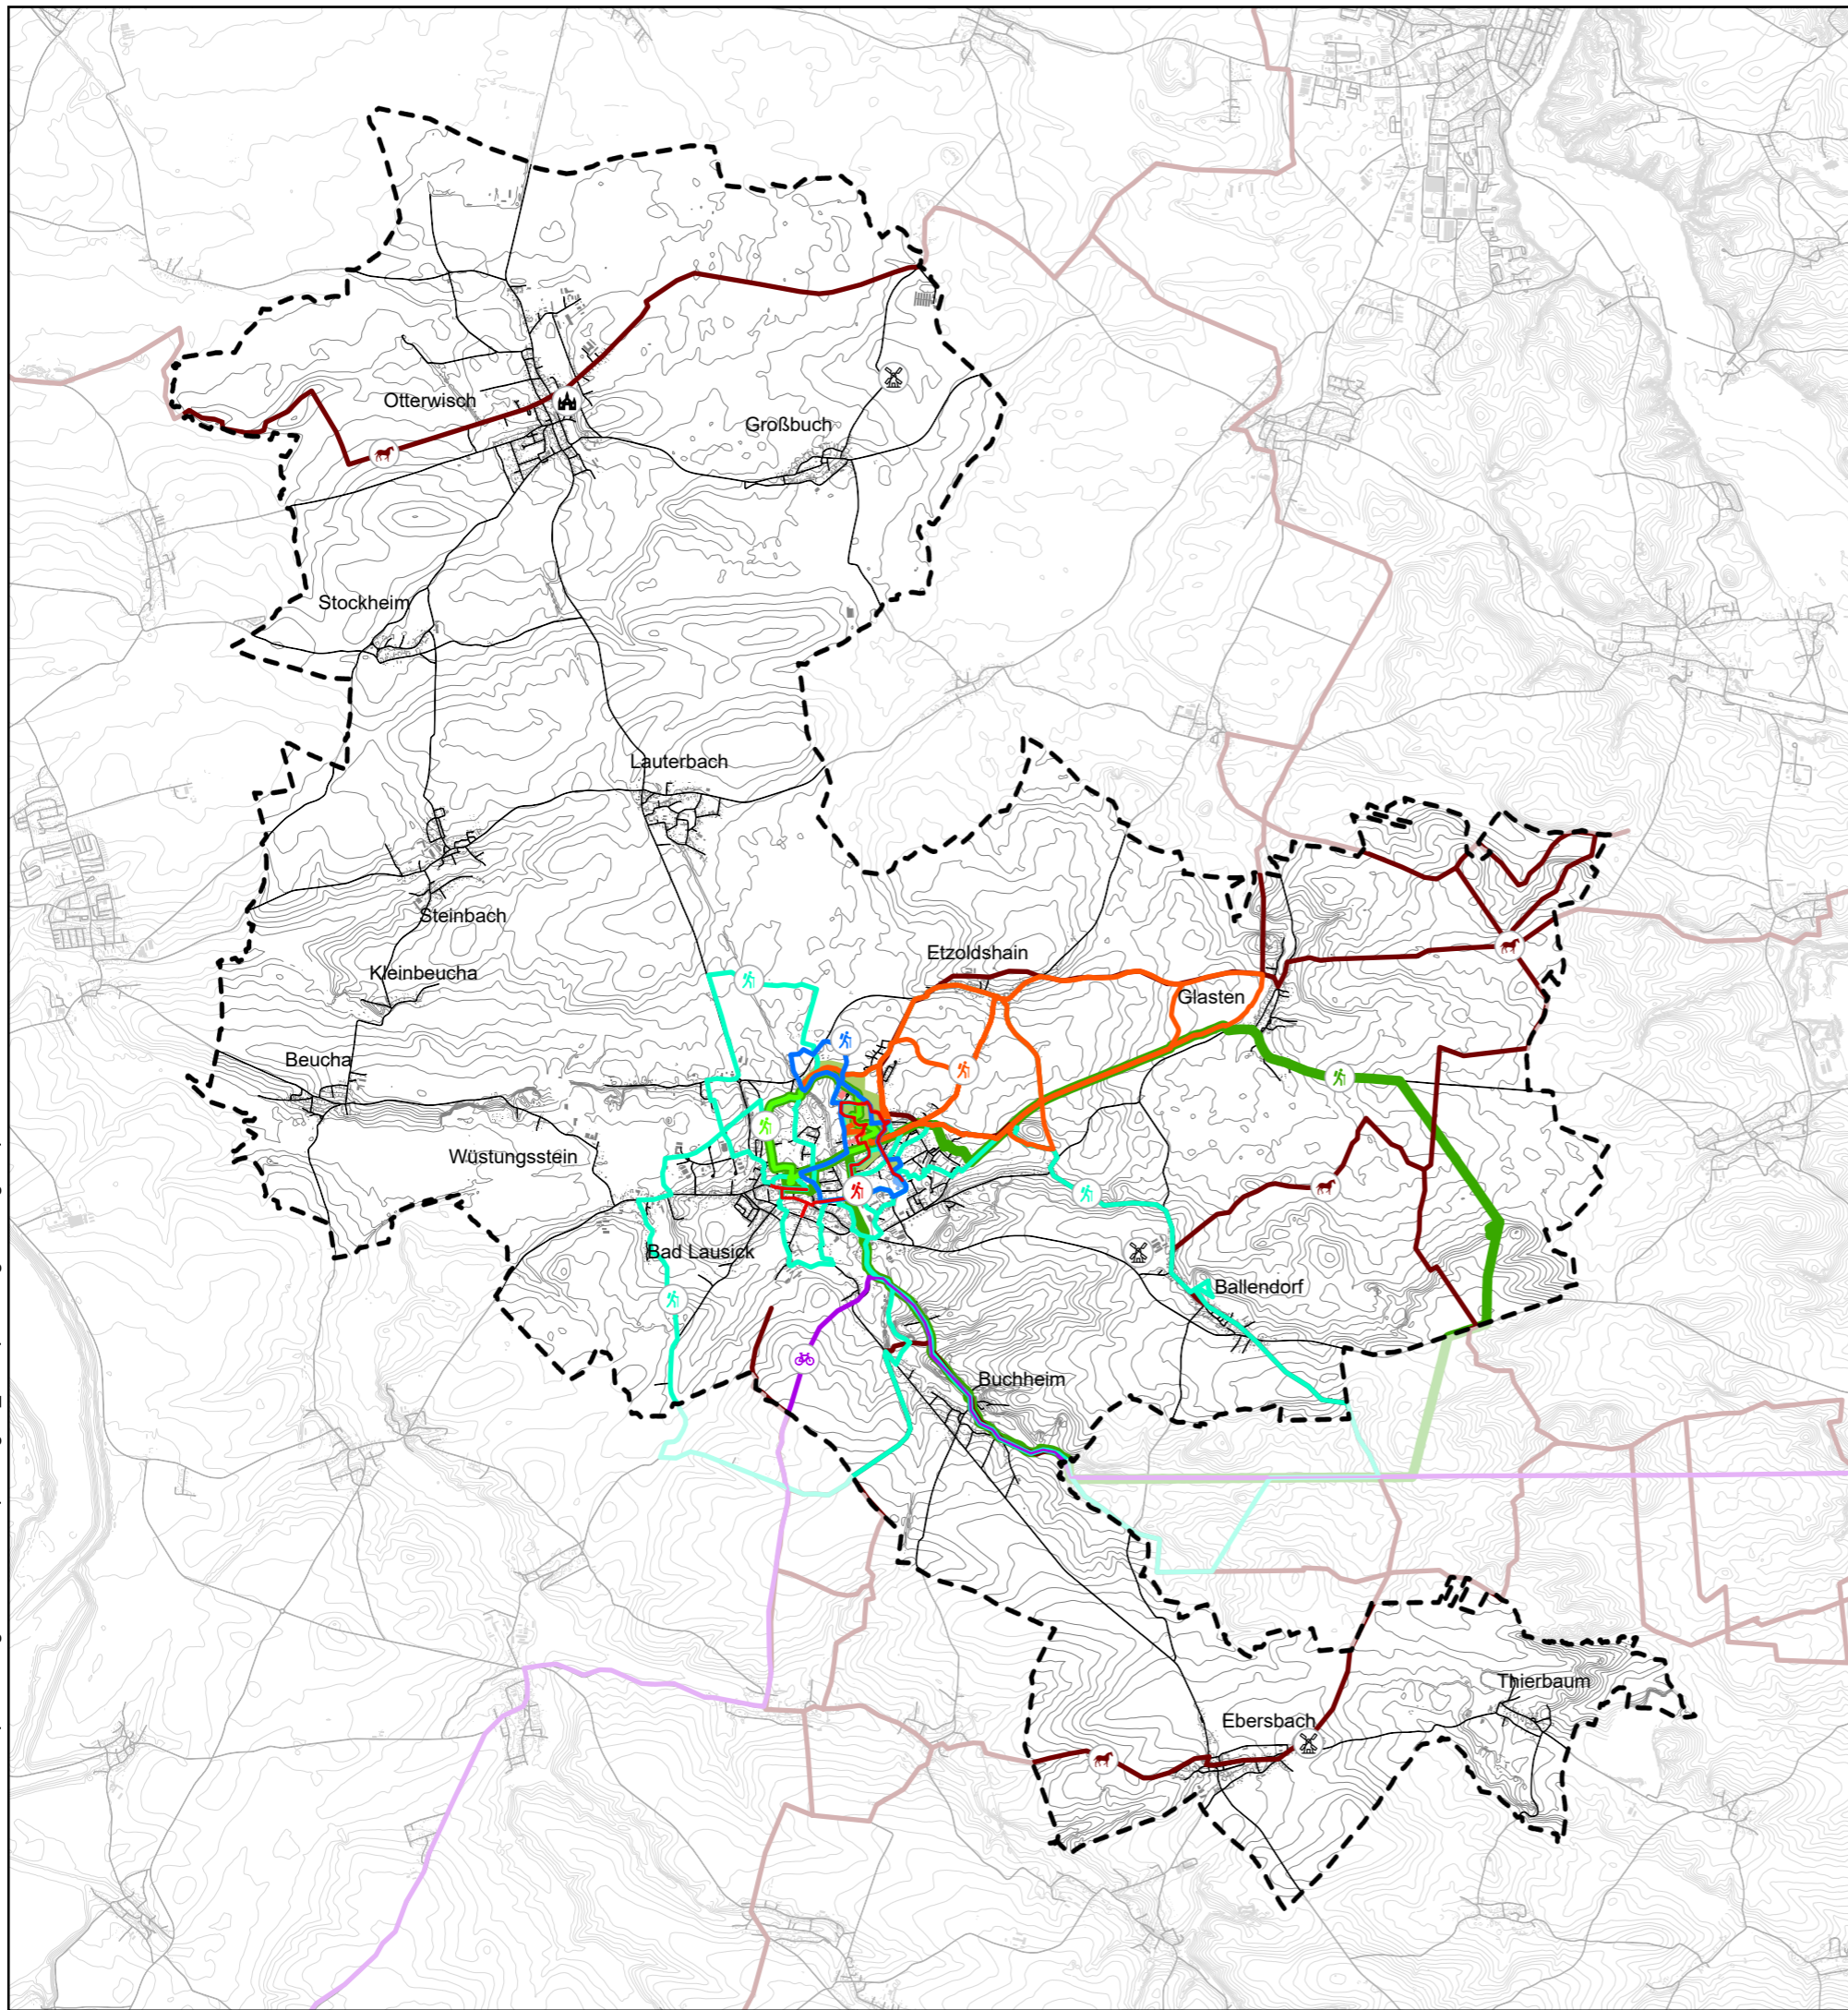 Otterwisch
Großbuch
Stockheim
Lauterbach
Steinbach
Etzoldshain
Kleinbeucha
Glasten
Beucha
Wüstungsstein
Bad Lausick
Ballendorf
Buchheim
Thierbaum
Ebersbach